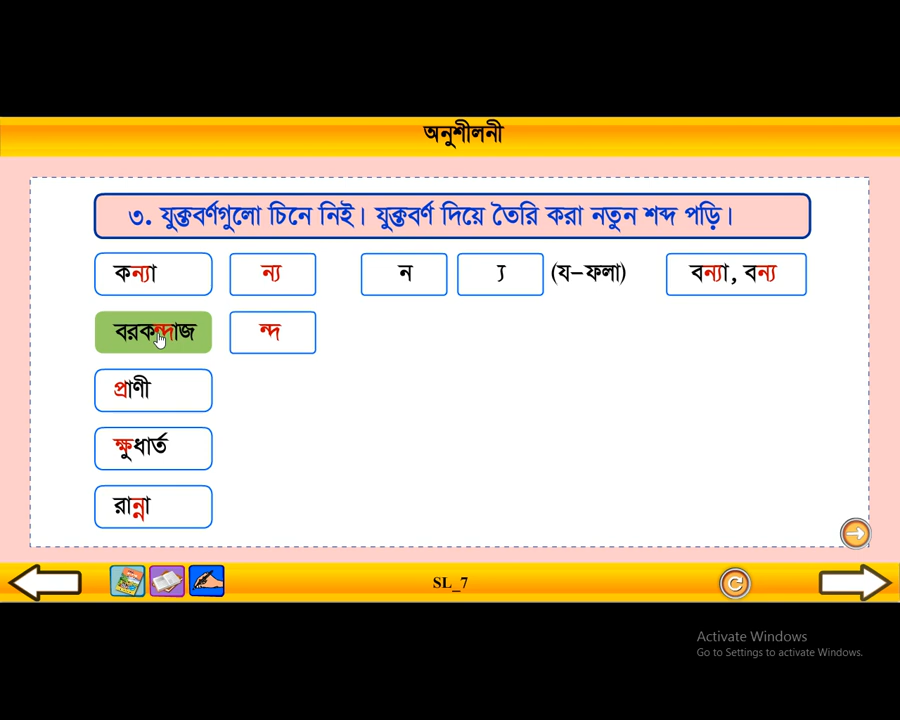 অনুশীলনী
৩. যুক্তবর্ণগুলো চিনে নিই। যুক্তবর্ণ দিয়ে তৈরি করা নতুন শব্দ পড়ি।
কন্যা ন্য ন ্য (য-ফলা) বন্যা, বন্য
বরকন্দাজ ন্দ
প্রাণী
ক্ষুধার্ত
রান্না
SL_7
Activate Windows
Go to Settings to activate Windows.